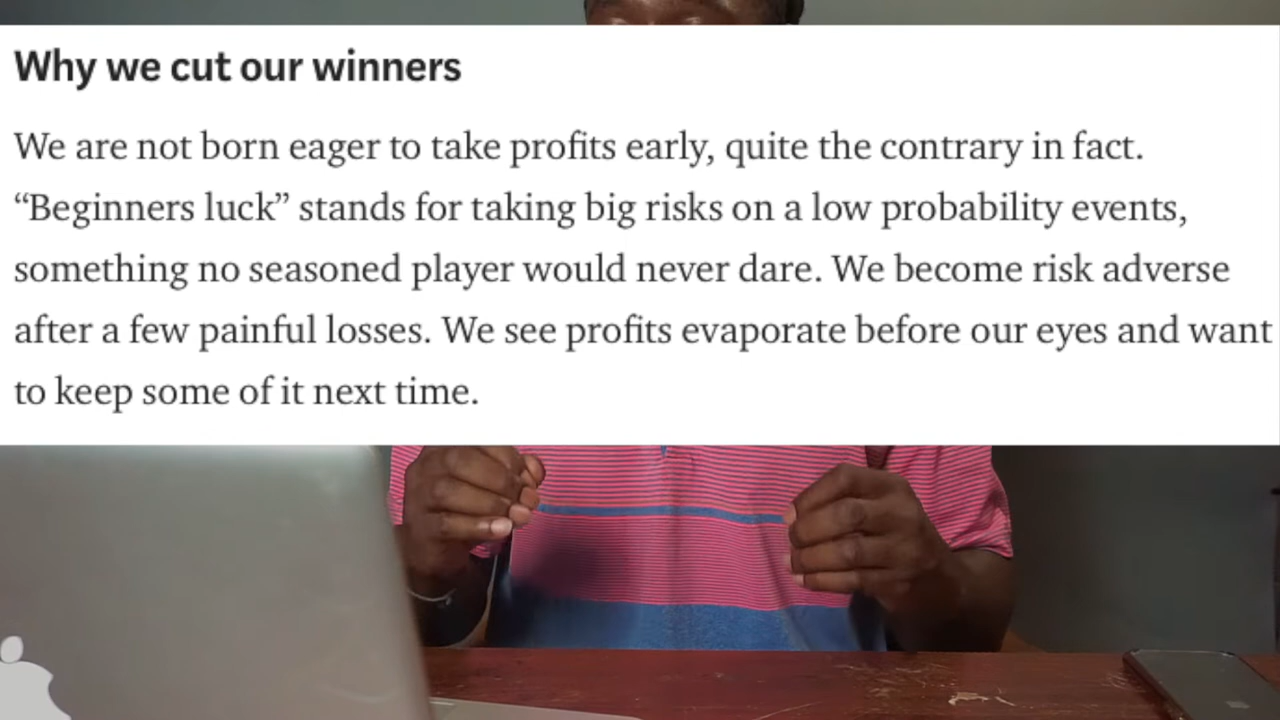 Why we cut our winners
We are not born eager to take profits early, quite the contrary in fact.
“Beginners luck” stands for taking big risks on a low probability events,
something no seasoned player would never dare. We become risk adverse
after a few painful losses. We see profits evaporate before our eyes and want
to keep some of it next time.